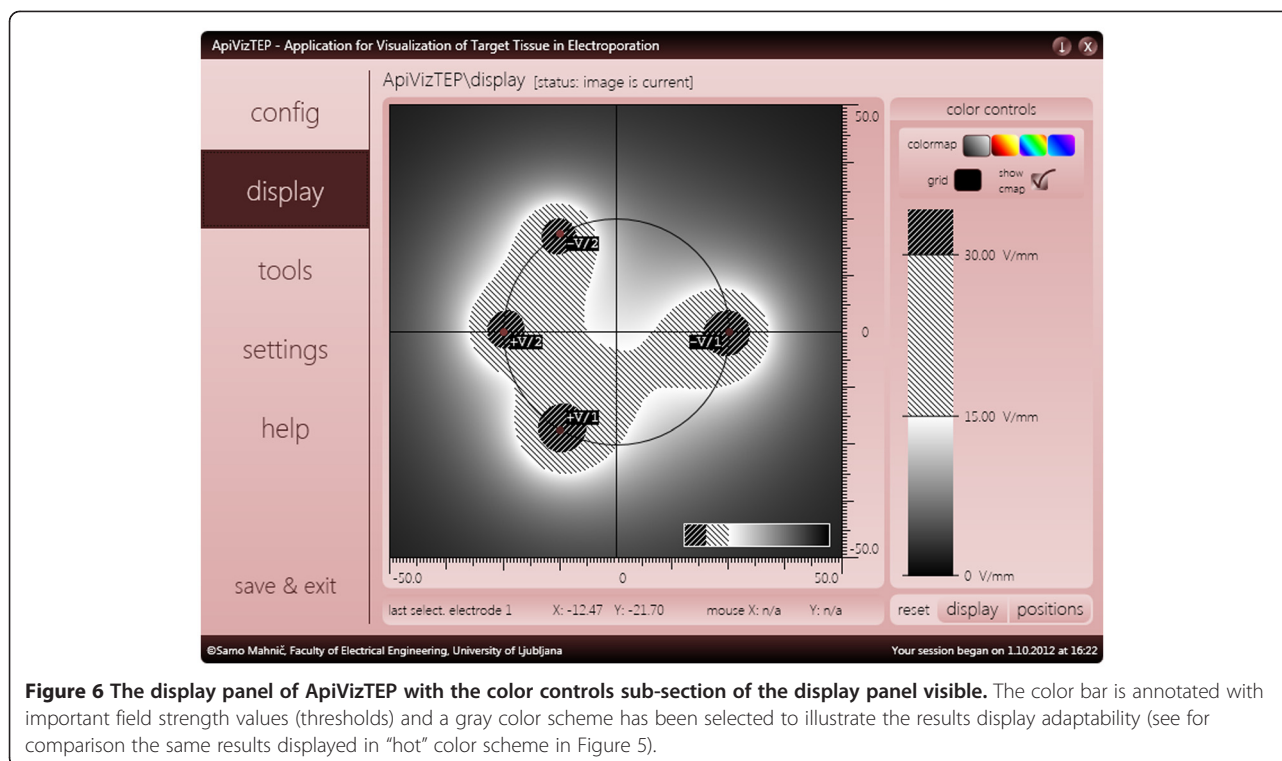 ApiVizTEP - Application for Visualization of Target Tissue in Electroporation
X
config
display
tools
settings
help
save & exit
ApiVizTEP\display [status: image is current]
50.0
0
-50.0
-50.0 0 50.0
-V/2
+V/2
-V/1
+V/1
last select. electrode 1 X: -12.47 Y: -21.70 mouse X: n/a Y: n/a
color controls
colormap
grid
show
cmap
30.00 V/mm
15.00 V/mm
0 V/mm
reset display positions
©Samo Mahnič, Faculty of Electrical Engineering, University of Ljubljana
Your session began on 1.10.2012 at 16:22
Figure 6 The display panel of ApiVizTEP with the color controls sub-section of the display panel visible. The color bar is annotated with
important field strength values (thresholds) and a gray color scheme has been selected to illustrate the results display adaptability (see for
comparison the same results displayed in “hot” color scheme in Figure 5).